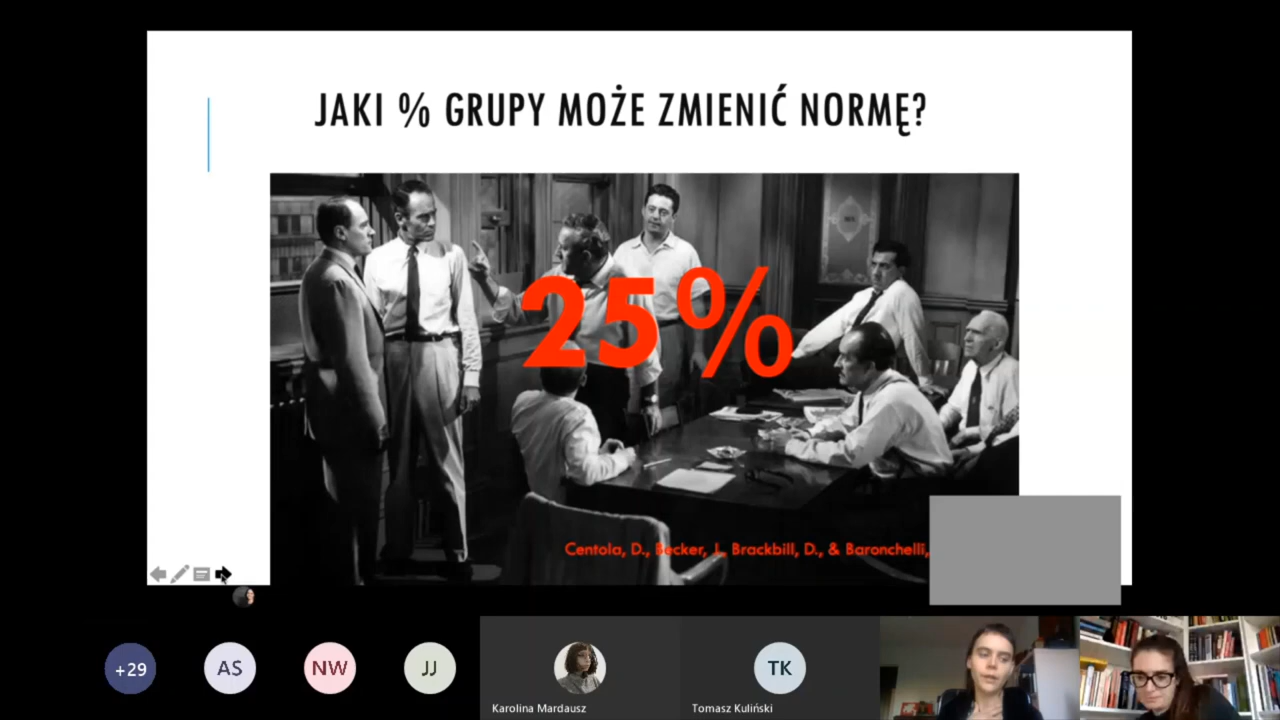 JAKI % GRUPY MOŻE ZMIENIĆ NORMĘ?
25%
Centola, D., Becker, J., Brackbill, D., & Baronchelli,
+29
AS
NW
JJ
TK
Karolina Mardausz
Tomasz Kuliński